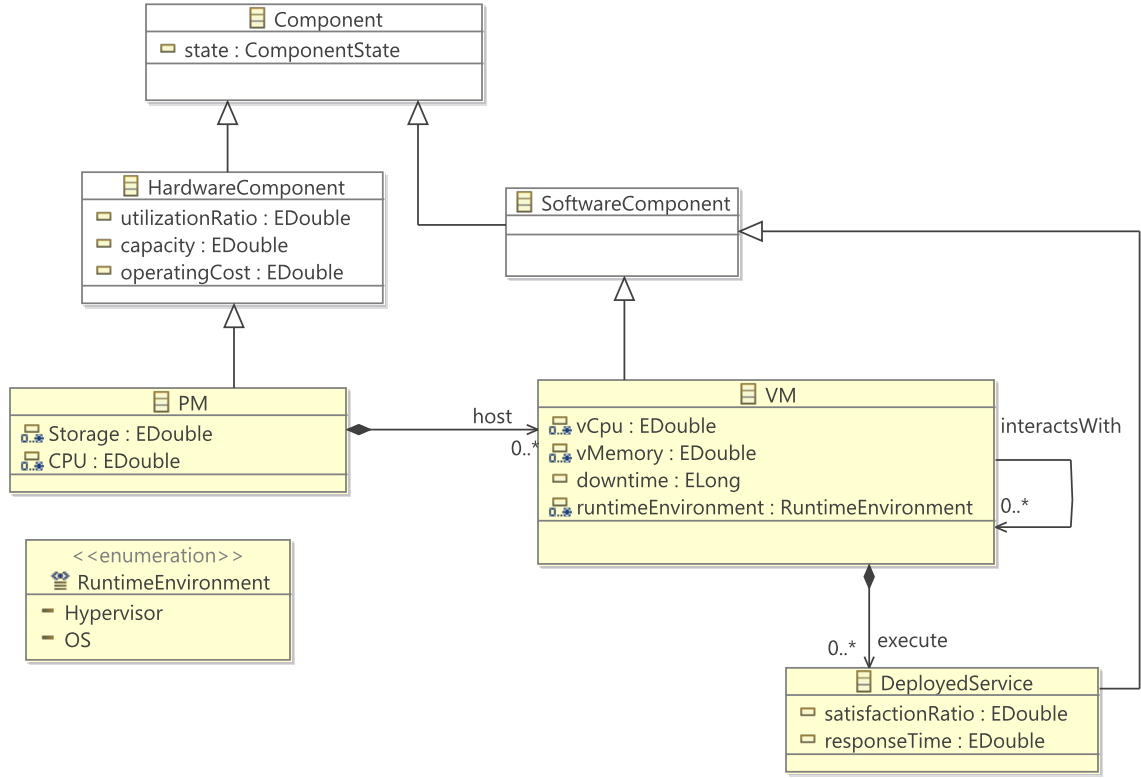 Component
state : ComponentState
HardwareComponent
utilizationRatio : EDouble
capacity : EDouble
operatingCost : EDouble
SoftwareComponent
PM
Storage : EDouble
CPU : EDouble
host
0..*
VM
vCpu : EDouble
vMemory : EDouble
downtime : ELong
runtimeEnvironment : RuntimeEnvironment
interactsWith
0..*
<<enumeration>>
RuntimeEnvironment
Hypervisor
OS
0..*
execute
DeployedService
satisfactionRatio : EDouble
responseTime : EDouble